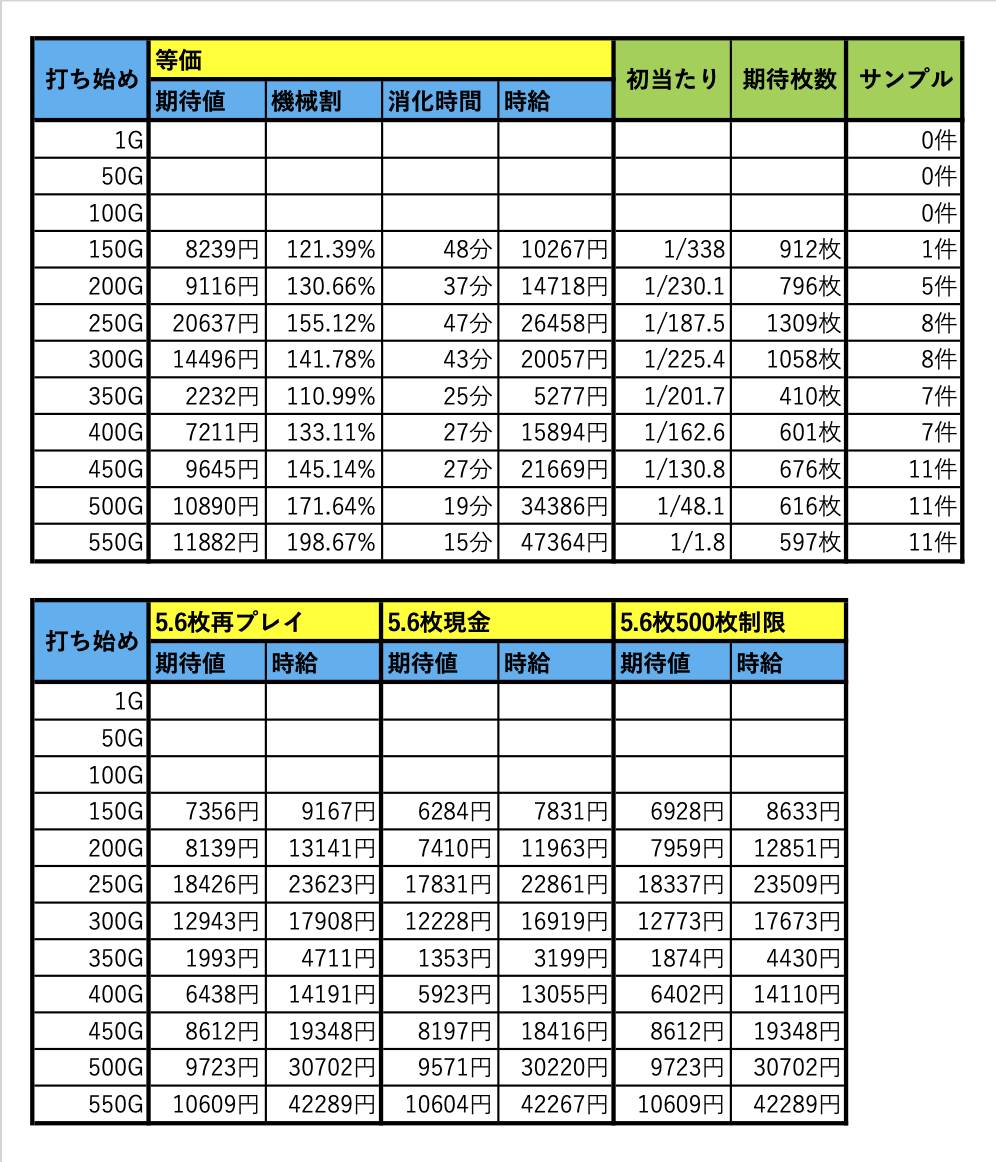 打ち始め 等価 初当たり 期待枚数 サンプル
期待値 機械割 消化時間 時給
1G 0件
50G 0件
100G 0件
150G 8239円 121.39% 48分 10267円 1/338 912枚 1件
200G 9116円 130.66% 37分 14718円 1/230.1 796枚 5件
250G 20637円 155.12% 47分 26458円 1/187.5 1309枚 8件
300G 14496円 141.78% 43分 20057円 1/225.4 1058枚 8件
350G 2232円 110.99% 25分 5277円 1/201.7 410枚 7件
400G 7211円 133.11% 27分 15894円 1/162.6 601枚 7件
450G 9645円 145.14% 27分 21669円 1/130.8 676枚 11件
500G 10890円 171.64% 19分 34386円 1/48.1 616枚 11件
550G 11882円 198.67% 15分 47364円 1/1.8 597枚 11件
打ち始め 5.6枚再プレイ 5.6枚現金 5.6枚500枚制限
期待値 時給 期待値 時給 期待値 時給
1G
50G
100G
150G 7356円 9167円 6284円 7831円 6928円 8633円
200G 8139円 13141円 7410円 11963円 7959円 12851円
250G 18426円 23623円 17831円 22861円 18337円 23509円
300G 12943円 17908円 12228円 16919円 12773円 17673円
350G 1993円 4711円 1353円 3199円 1874円 4430円
400G 6438円 14191円 5923円 13055円 6402円 14110円
450G 8612円 19348円 8197円 18416円 8612円 19348円
500G 9723円 30702円 9571円 30220円 9723円 30702円
550G 10609円 42289円 10604円 42267円 10609円 42289円